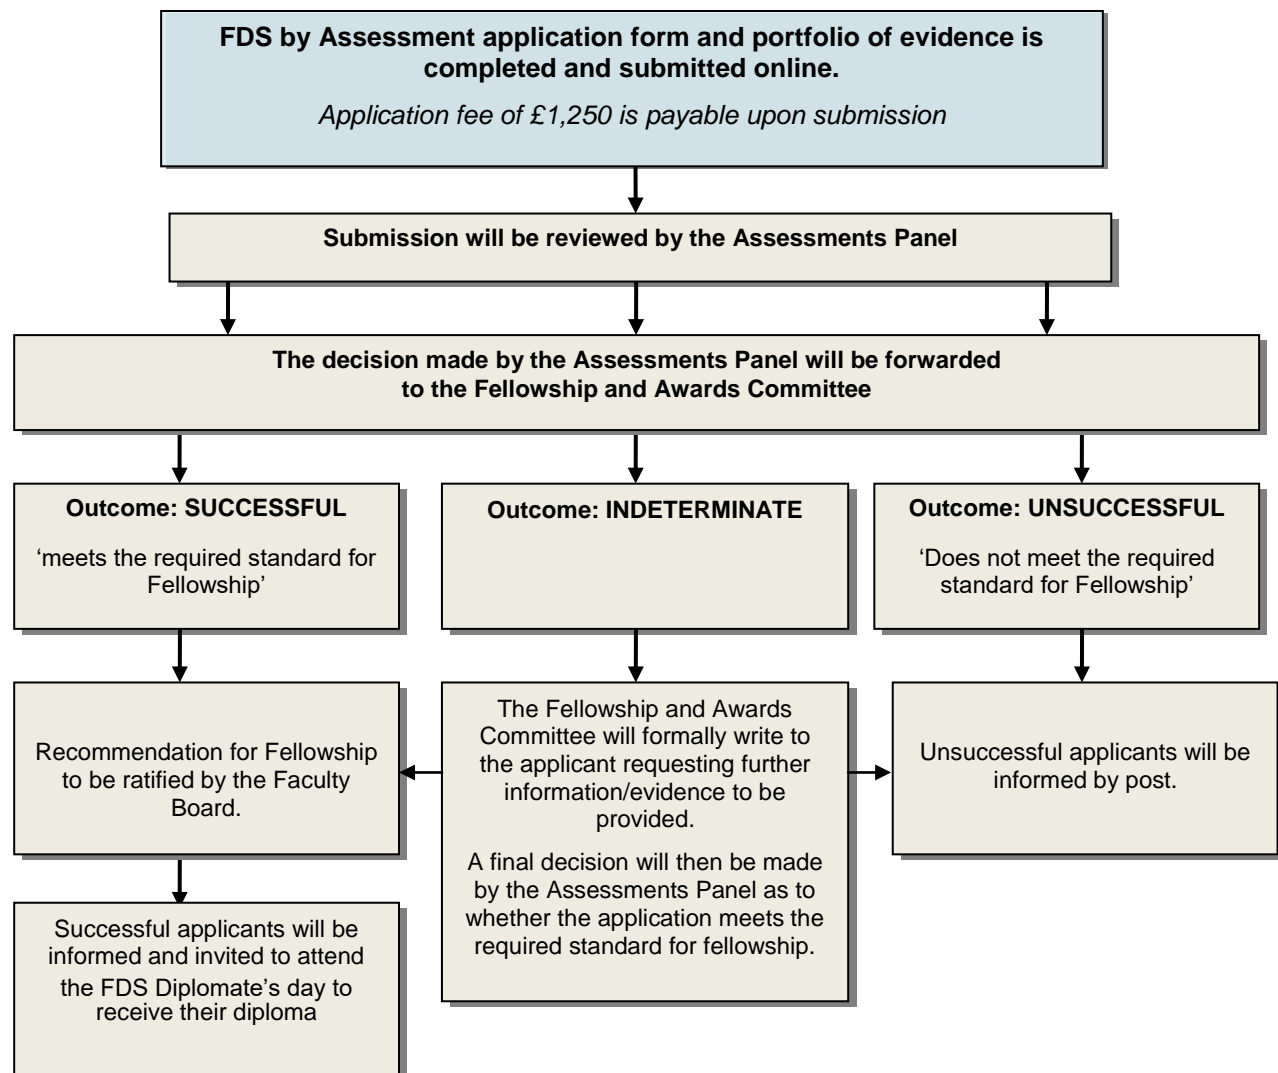 FDS by Assessment application form and portfolio of evidence is
completed and submitted online.
Application fee of £1,250 is payable upon submission
Submission will be reviewed by the Assessments Panel
The decision made by the Assessments Panel will be forwarded
to the Fellowship and Awards Committee
Outcome: SUCCESSFUL
‘meets the required standard for
Fellowship’
Outcome: INDETERMINATE
Outcome: UNSUCCESSFUL
‘Does not meet the required
standard for Fellowship’
Recommendation for Fellowship
to be ratified by the Faculty
Board.
The Fellowship and Awards
Committee will formally write to
the applicant requesting further
information/evidence to be
provided.
A final decision will then be made
by the Assessments Panel as to
whether the application meets the
required standard for fellowship.
Unsuccessful applicants will be
informed by post.
Successful applicants will be
informed and invited to attend
the FDS Diplomate’s day to
receive their diploma